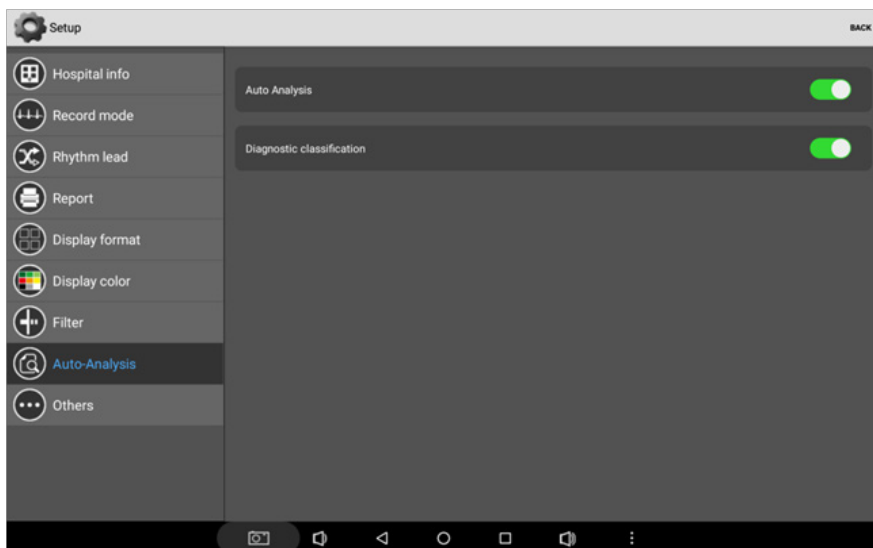 Setup
BACK
Hospital info
Record mode
Rhythm lead
Report
Display format
Display color
Filter
Auto-Analysis
Others
Auto Analysis
Diagnostic classification